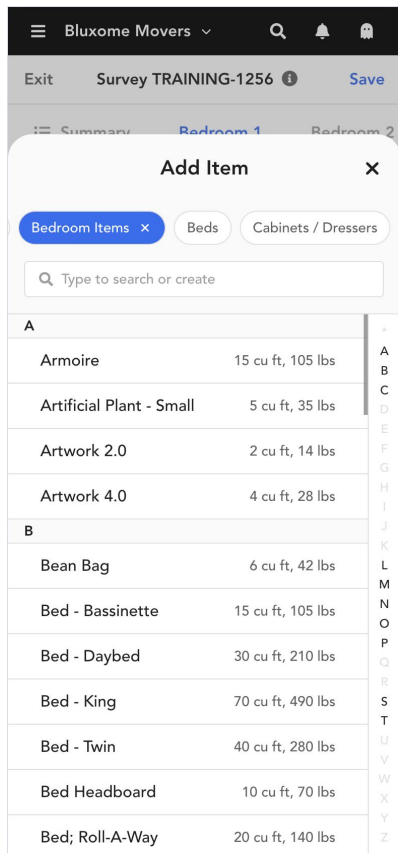 Bluxome Movers
Exit Survey TRAINING-1256 Save
Summary Bedroom 1 Bedroom 2
Add Item
Bedroom Items × Beds Cabinets / Dressers
Type to search or create
A
Armoire 15 cu ft, 105 lbs
Artificial Plant - Small 5 cu ft, 35 lbs
Artwork 2.0 2 cu ft, 14 lbs
Artwork 4.0 4 cu ft, 28 lbs
B
Bean Bag 6 cu ft, 42 lbs
Bed - Bassinette 15 cu ft, 105 lbs
Bed - Daybed 30 cu ft, 210 lbs
Bed - King 70 cu ft, 490 lbs
Bed - Twin 40 cu ft, 280 lbs
Bed Headboard 10 cu ft, 70 lbs
Bed; Roll-A-Way 20 cu ft, 140 lbs
A
B
C
D
E
F
G
H
I
J
K
L
M
N
O
P
Q
R
S
T
U
V
W
X
Y
Z